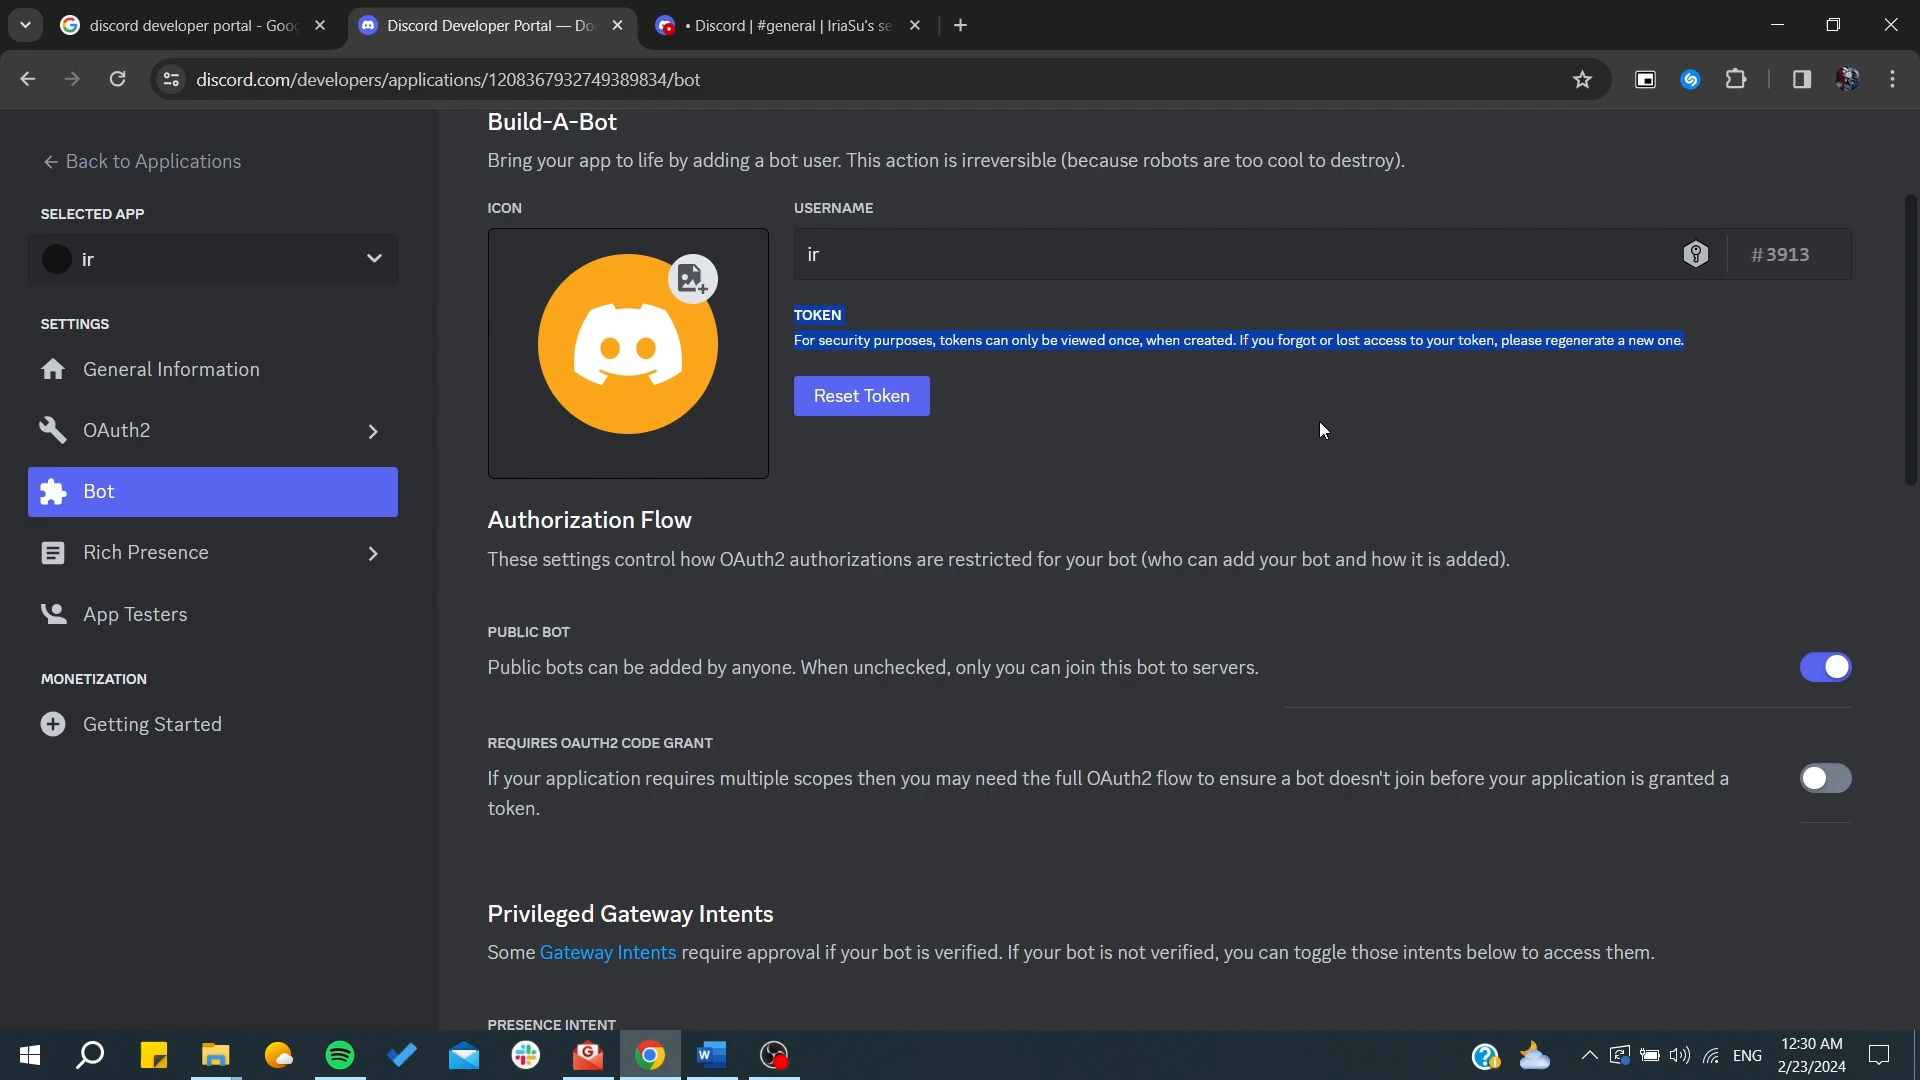 discord developer portal - Goo
Discord Developer Portal — Do
• Discord | #general | IriaSu's se
discord.com/developers/applications/1208367932749389834/bot
Back to Applications
SELECTED APP
ir
SETTINGS
General Information
OAuth2
Bot
Rich Presence
App Testers
MONETIZATION
Getting Started
Build-A-Bot
Bring your app to life by adding a bot user. This action is irreversible (because robots are too cool to destroy).
ICON
USERNAME
ir
#3913
TOKEN
For security purposes, tokens can only be viewed once, when created. If you forgot or lost access to your token, please regenerate a new one.
Reset Token
Authorization Flow
These settings control how OAuth2 authorizations are restricted for your bot (who can add your bot and how it is added).
PUBLIC BOT
Public bots can be added by anyone. When unchecked, only you can join this bot to servers.
REQUIRES OAUTH2 CODE GRANT
If your application requires multiple scopes then you may need the full OAuth2 flow to ensure a bot doesn't join before your application is granted a
token.
Privileged Gateway Intents
Some Gateway Intents require approval if your bot is verified. If your bot is not verified, you can toggle those intents below to access them.
PRESENCE INTENT
ENG
12:30 AM
2/23/2024